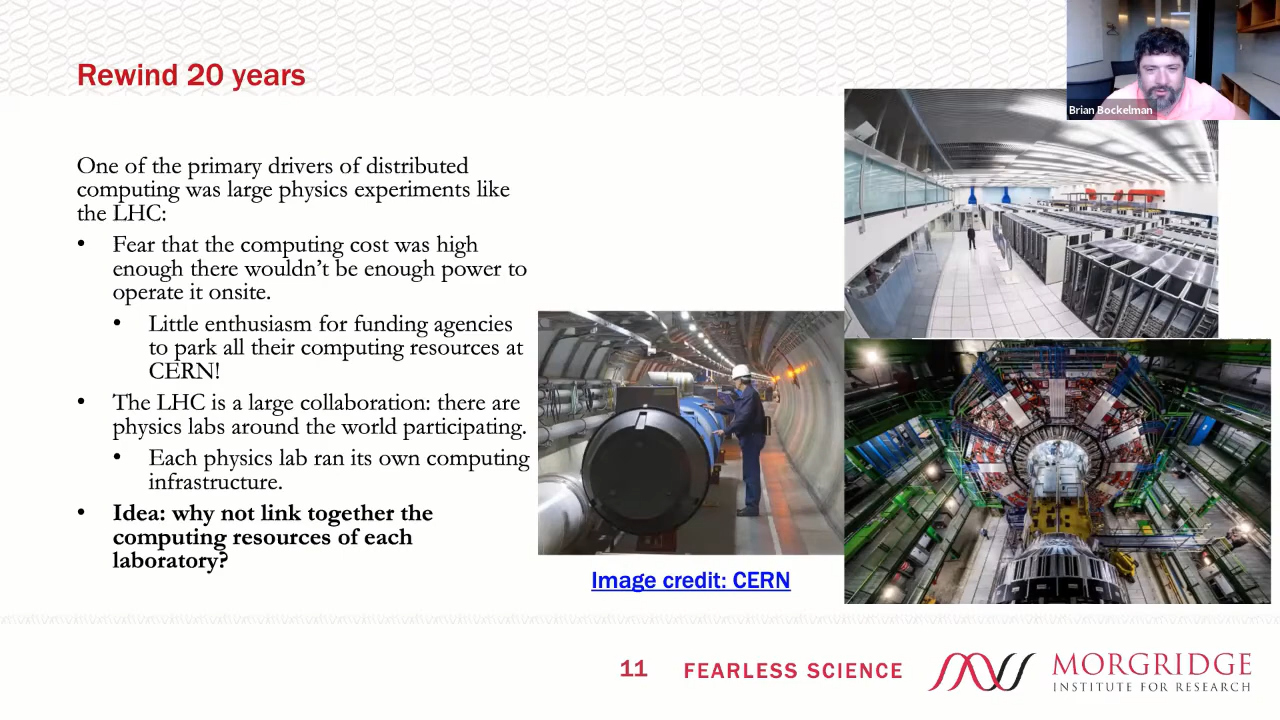 Rewind 20 years
Brian Bockelman
One of the primary drivers of distributed
computing was large physics experiments like
the LHC:
• Fear that the computing cost was high
enough there wouldn’t be enough power to
operate it onsite.
• Little enthusiasm for funding agencies
to park all their computing resources at
CERN!
• The LHC is a large collaboration: there are
physics labs around the world participating.
• Each physics lab ran its own computing
infrastructure.
• Idea: why not link together the
computing resources of each
laboratory?
Image credit: CERN
11
FEARLESS SCIENCE
MORGRIDGE
INSTITUTE FOR RESEARCH